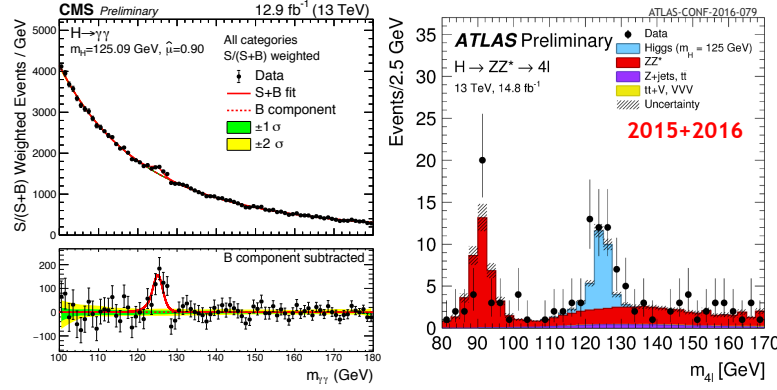 CMS Preliminary 12.9 fb⁻¹ (13 TeV)
S/(S+B) Weighted Events / GeV
5000
4000
3000
2000
1000
0
H→γγ
m_H=125.09 GeV, μ̂=0.90
All categories
S/(S+B) weighted
Data
S+B fit
B component
±1 σ
±2 σ
B component subtracted
200
100
0
−100
100 110 120 130 140 150 160 170 180
m_γγ (GeV)
ATLAS-CONF-2016-079
Events/2.5 GeV
35
30
25
20
15
10
5
0
ATLAS Preliminary
H → ZZ* → 4l
13 TeV, 14.8 fb⁻¹
Data
Higgs (m_H = 125 GeV)
ZZ*
Z+jets, tt
tt+V, VVV
Uncertainty
2015+2016
80 90 100 110 120 130 140 150 160 170
m_4l [GeV]